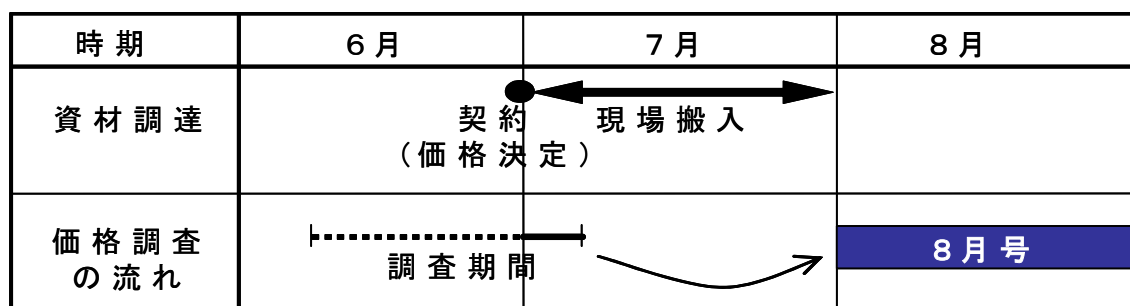 時期 6月 7月 8月
資材調達
契約 現場搬入
(価格決定)
価格調査
の流れ
調査期間
8月号